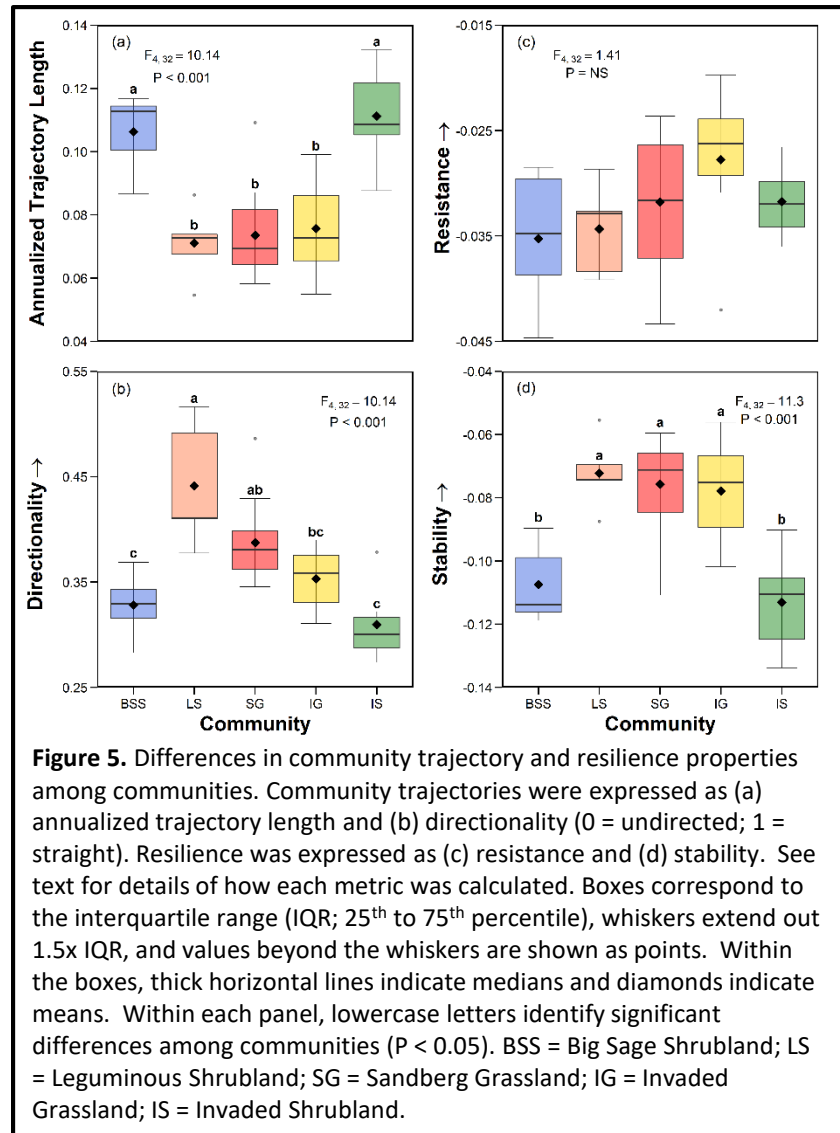 (a)
F4, 32 = 10.14
P < 0.001
a
b
b
b
a
Annualized Trajectory Length
0.14
0.12
0.10
0.08
0.06
0.04
(c)
F4, 32 = 1.41
P = NS
Resistance →
-0.015
-0.025
-0.035
-0.045
(b)
F4, 32 – 10.14
P < 0.001
c
a
ab
bc
c
Directionality →
0.55
0.45
0.35
0.25
BSS LS SG IG IS
Community
(d)
F4, 32 – 11.3
P < 0.001
b
a
a
a
b
Stability →
-0.06
-0.08
-0.10
-0.12
-0.14
BSS LS SG IG IS
Community
Figure 5. Differences in community trajectory and resilience properties
among communities. Community trajectories were expressed as (a)
annualized trajectory length and (b) directionality (0 = undirected; 1 =
straight). Resilience was expressed as (c) resistance and (d) stability. See
text for details of how each metric was calculated. Boxes correspond to
the interquartile range (IQR; 25th to 75th percentile), whiskers extend out
1.5x IQR, and values beyond the whiskers are shown as points. Within
the boxes, thick horizontal lines indicate medians and diamonds indicate
means. Within each panel, lowercase letters identify significant
differences among communities (P < 0.05). BSS = Big Sage Shrubland; LS
= Leguminous Shrubland; SG = Sandberg Grassland; IG = Invaded
Grassland; IS = Invaded Shrubland.